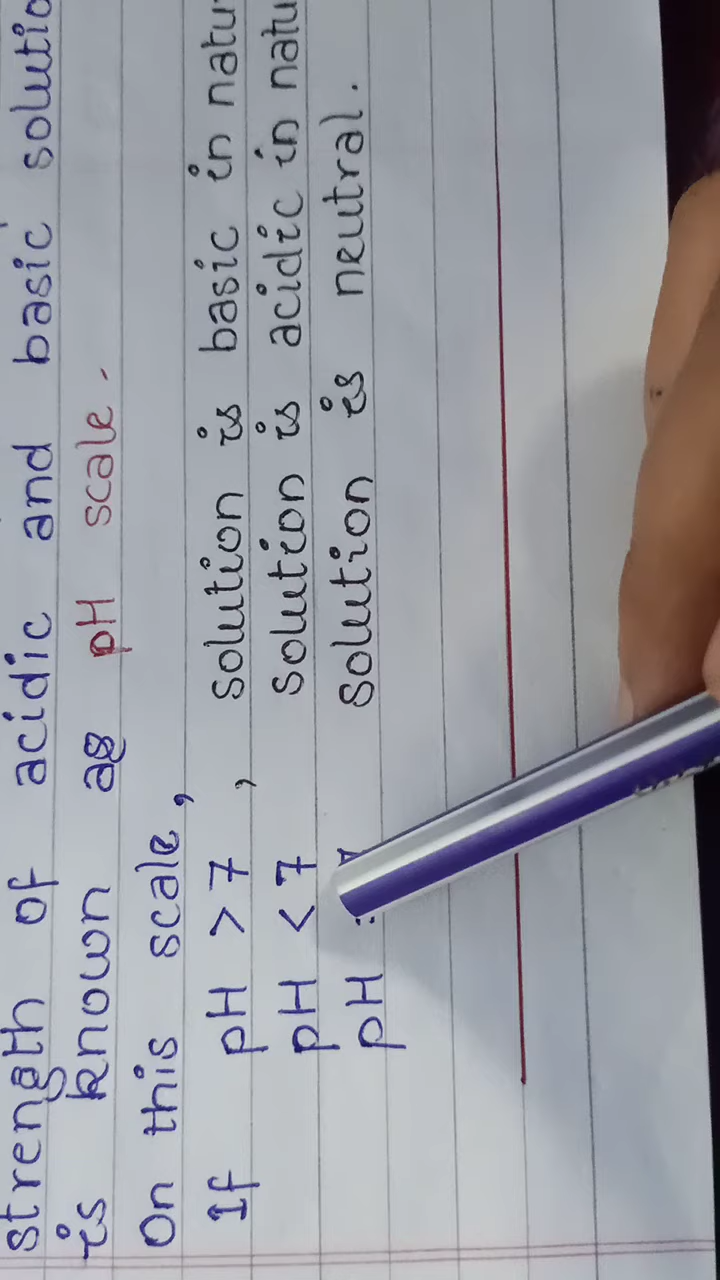 strength of acidic and basic solutio
is known as pH scale.
On this scale,
If pH > 7, solution is basic in natu
pH < 7 solution is acidic in natu
pH solution is neutral.